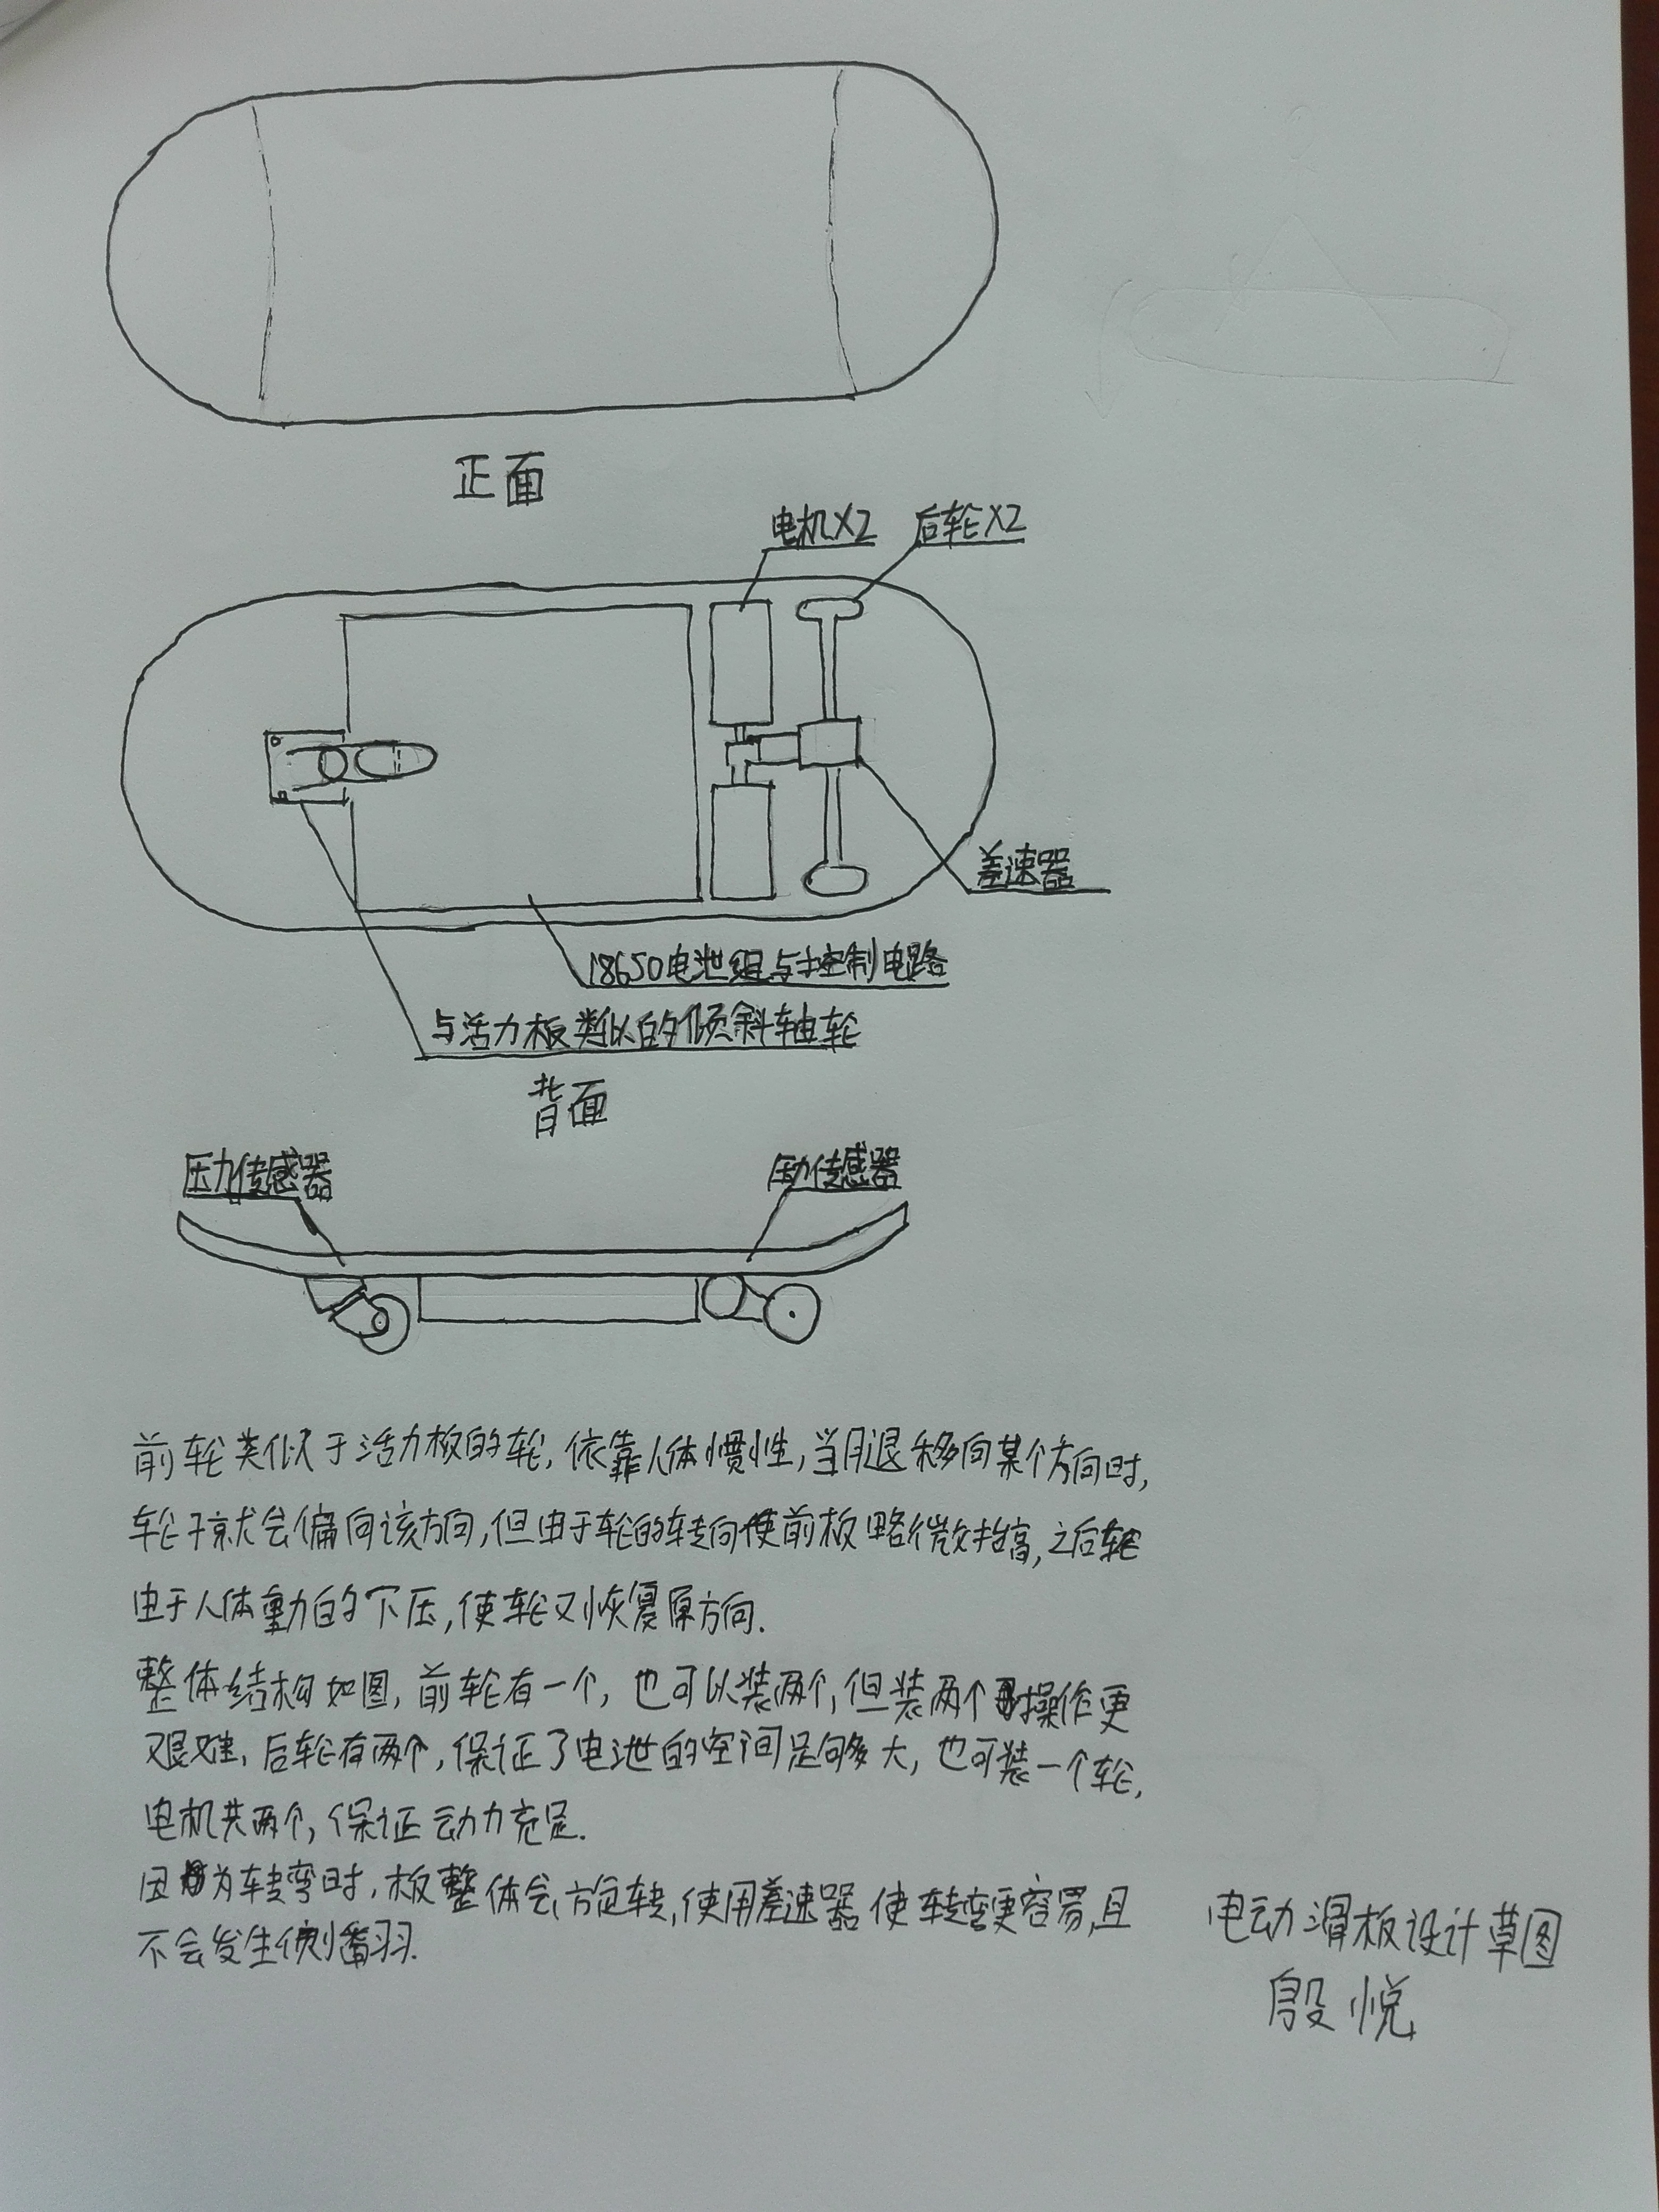 正面
电机X2
后轮X2
差速器
18650电池组与控制电路
与活力板类似的倾斜轴轮
背面
压力传感器
压力传感器
前轮类似于活力板的轮,依靠人体惯性,当腿移向某个方向时,
轮子就会偏向该方向,但由于轮的转向使前板略微抬高,之后轮
由于人体重力的下压,使轮又恢复原方向.
整体结构如图,前轮有一个,也可以装两个,但装两个操作更
艰难.后轮有两个,保证了电池的空间足够大,也可装一个轮,
电机共两个,保证动力充足.
因为转弯时,板整体会旋转,使用差速器使转弯更容易,且
不会发生侧翻.
电动滑板设计草图
殷悦